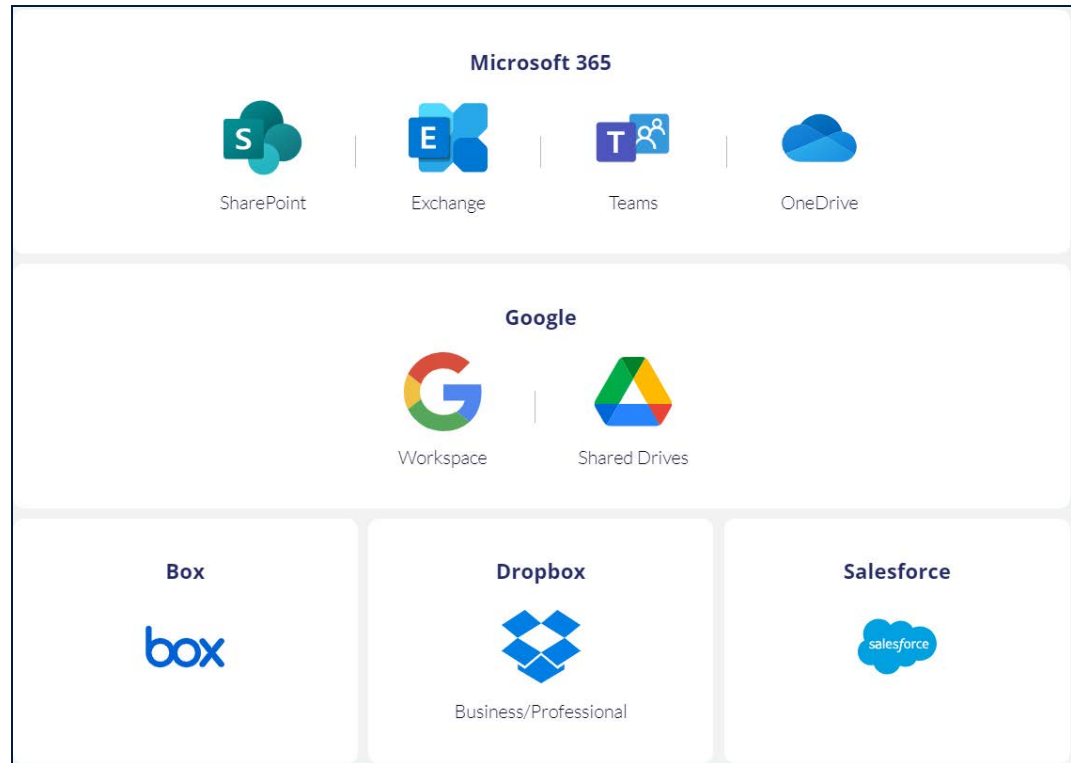 Microsoft 365
S
E
T
SharePoint
Exchange
Teams
OneDrive
Google
G
Workspace
Shared Drives
Box
Dropbox
Salesforce
box
salesforce
Business/Professional